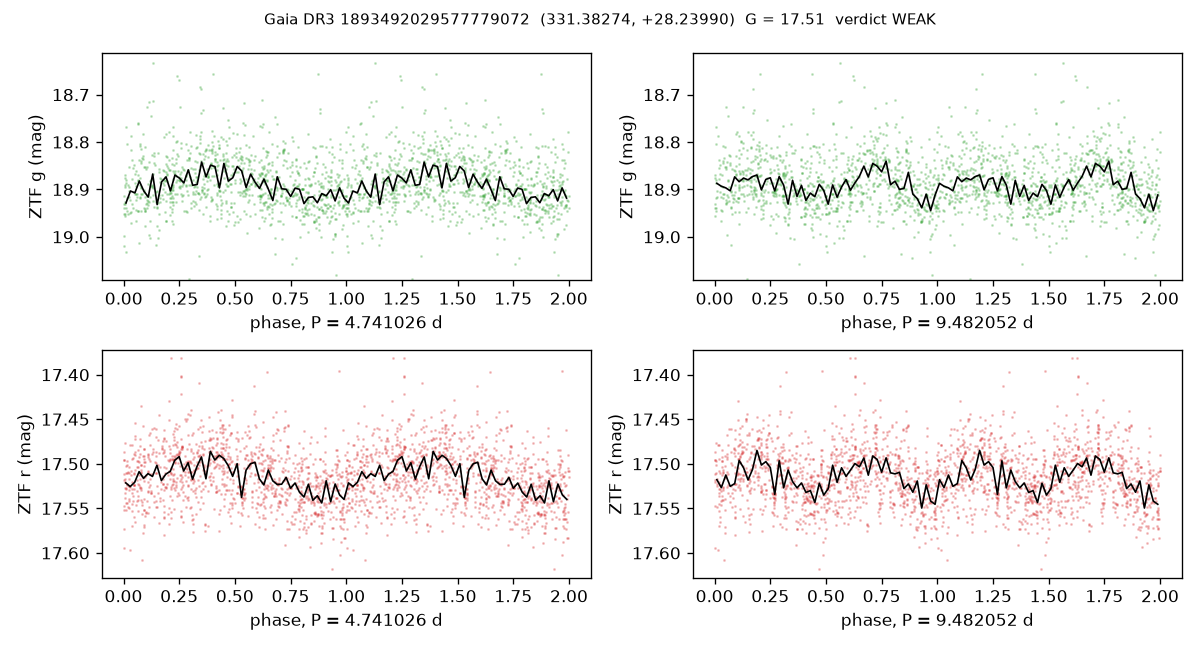 Gaia DR3 1893492029577779072  (331.38274, +28.23990)  G = 17.51  verdict WEAK
ZTF g (mag)
18.7
18.8
18.9
19.0
0.00 0.25 0.50 0.75 1.00 1.25 1.50 1.75 2.00
phase, P = 4.741026 d
ZTF g (mag)
18.7
18.8
18.9
19.0
0.00 0.25 0.50 0.75 1.00 1.25 1.50 1.75 2.00
phase, P = 9.482052 d
ZTF r (mag)
17.40
17.45
17.50
17.55
17.60
0.00 0.25 0.50 0.75 1.00 1.25 1.50 1.75 2.00
phase, P = 4.741026 d
ZTF r (mag)
17.40
17.45
17.50
17.55
17.60
0.00 0.25 0.50 0.75 1.00 1.25 1.50 1.75 2.00
phase, P = 9.482052 d